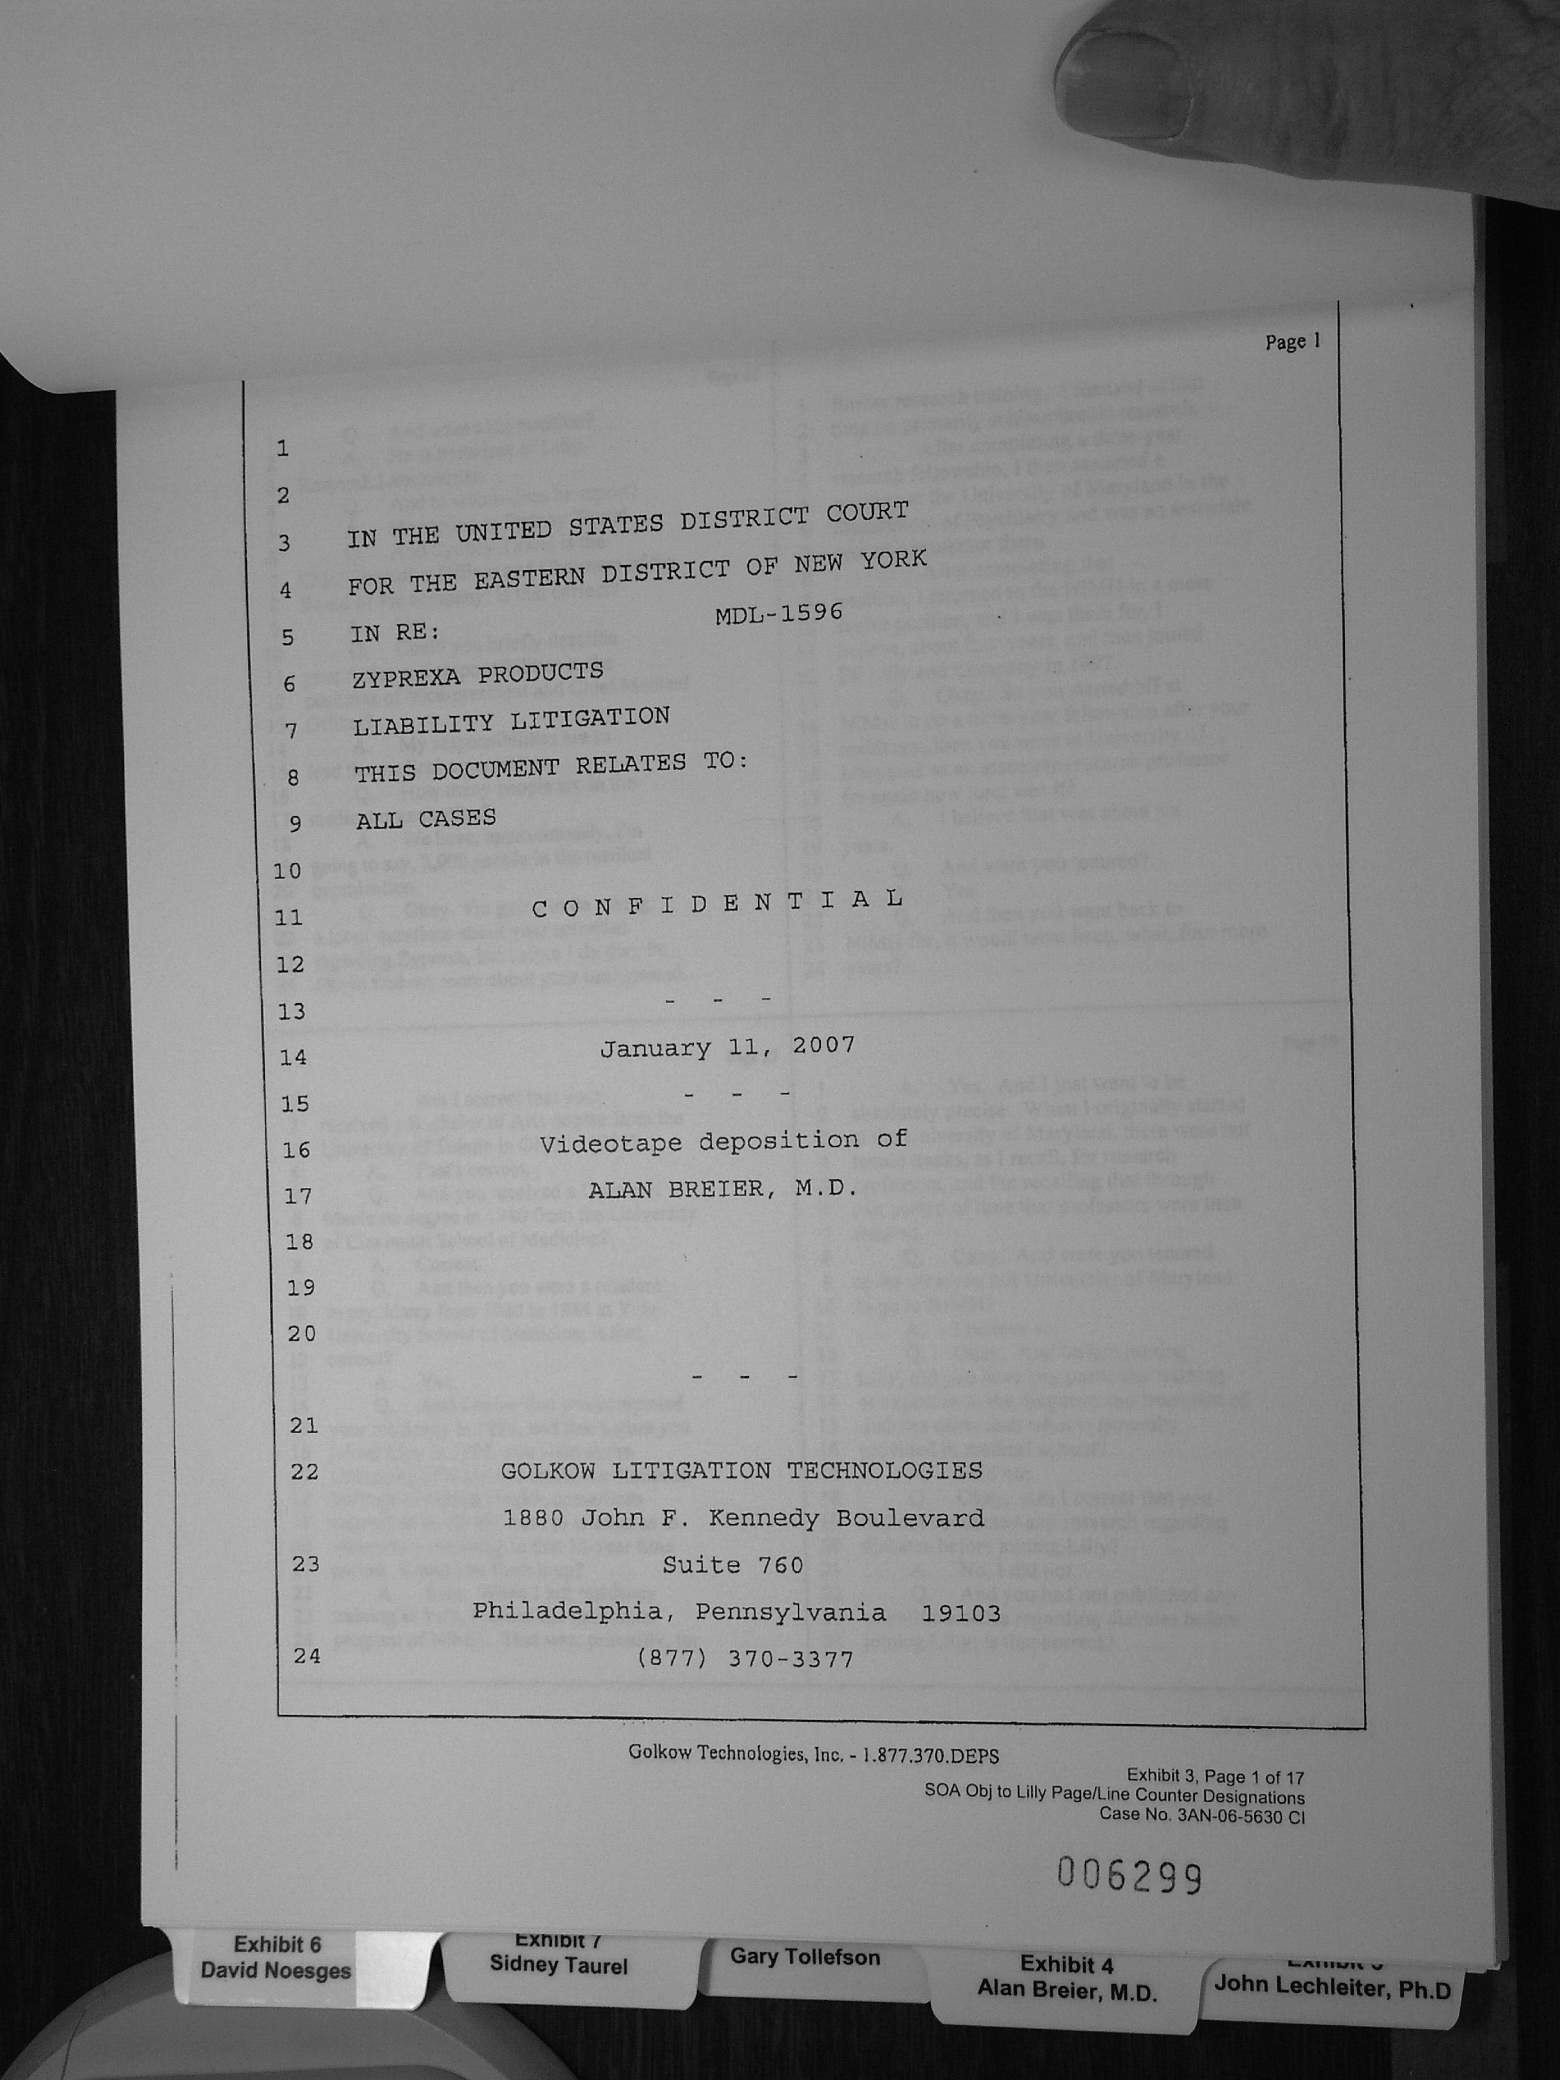 Page 1
1
2
3 IN THE UNITED STATES DISTRICT COURT
4 FOR THE EASTERN DISTRICT OF NEW YORK
5 IN RE: MDL-1596
6 ZYPREXA PRODUCTS
7 LIABILITY LITIGATION
8 THIS DOCUMENT RELATES TO:
9 ALL CASES
10
11 C O N F I D E N T I A L
12
13 - - -
14 January 11, 2007
15 - - -
16 Videotape deposition of
17 ALAN BREIER, M.D.
18
19
20
- - -
21
22 GOLKOW LITIGATION TECHNOLOGIES
1880 John F. Kennedy Boulevard
23 Suite 760
Philadelphia, Pennsylvania 19103
24 (877) 370-3377
Golkow Technologies, Inc. - 1.877.370.DEPS
Exhibit 3, Page 1 of 17
SOA Obj to Lilly Page/Line Counter Designations
Case No. 3AN-06-5630 CI
006299
Exhibit 6
David Noesges
Exhibit 7
Sidney Taurel
Gary Tollefson
Exhibit 4
Alan Breier, M.D.
John Lechleiter, Ph.D